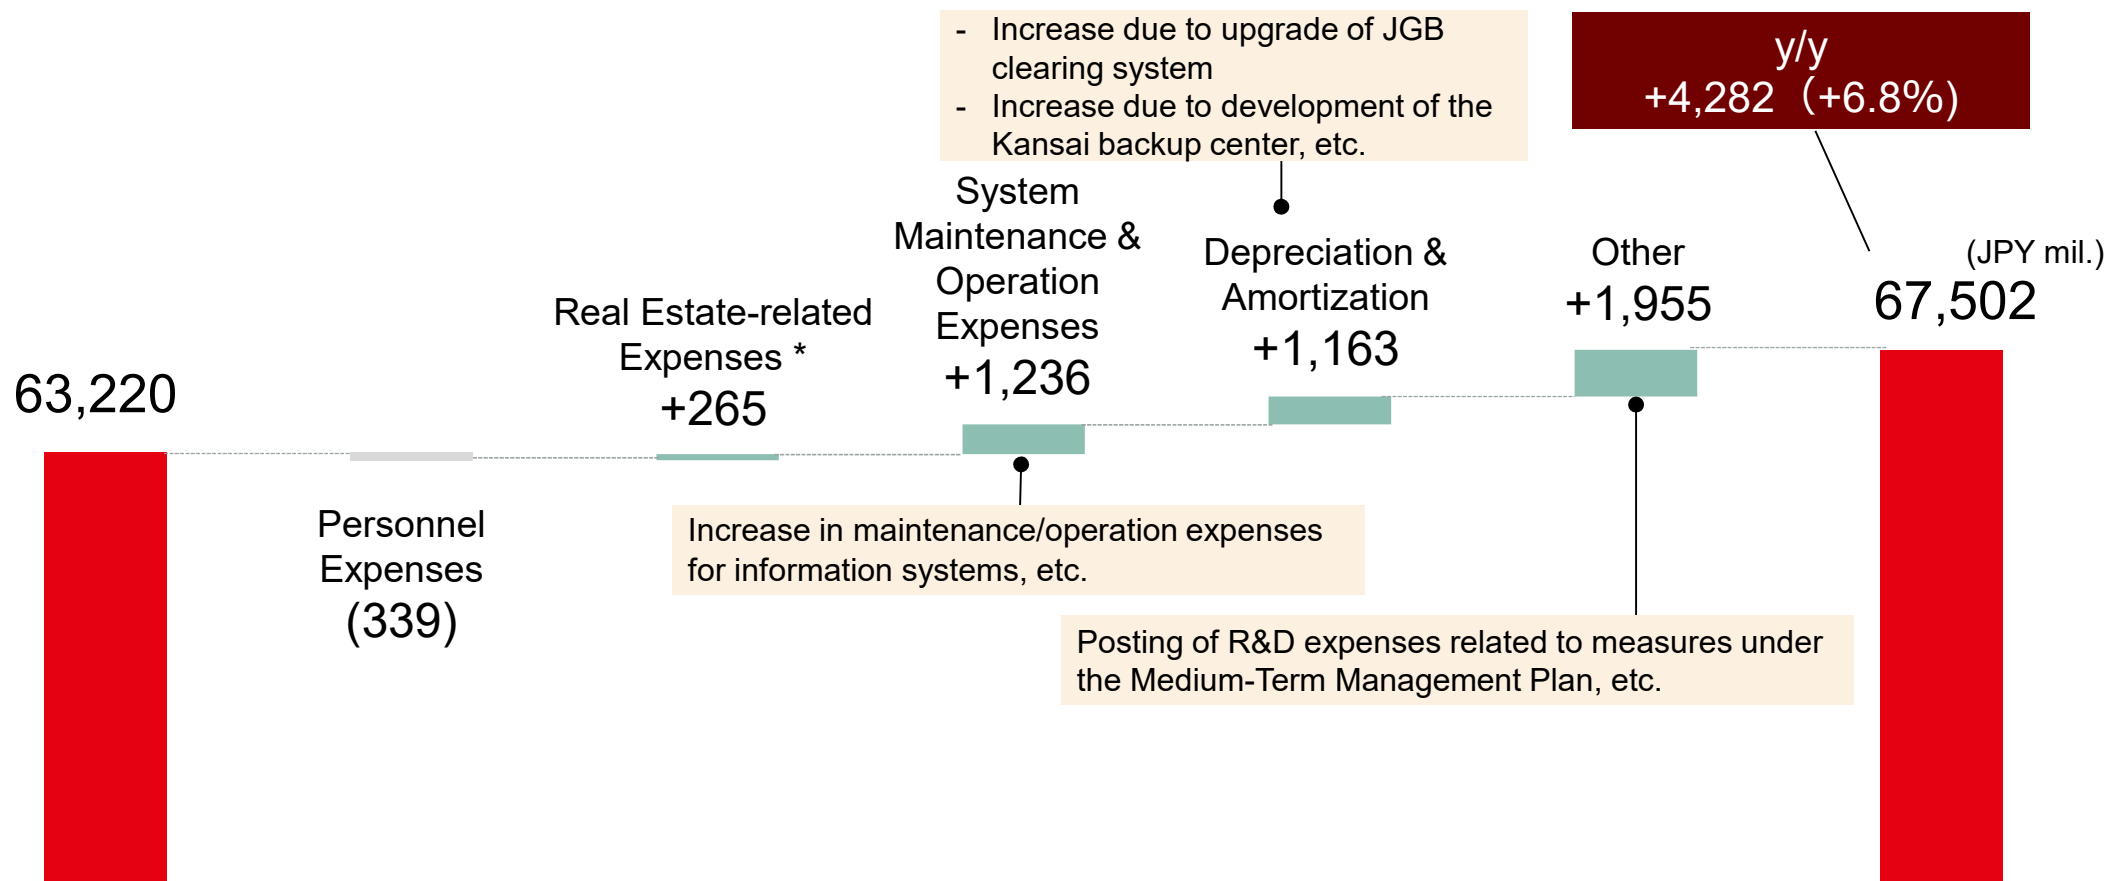 - Increase due to upgrade of JGB
clearing system
- Increase due to development of the
Kansai backup center, etc.
y/y
+4,282（+6.8%）
(JPY mil.)
63,220
Personnel
Expenses
(339)
Real Estate-related
Expenses *
+265
System
Maintenance &
Operation
Expenses
+1,236
Increase in maintenance/operation expenses
for information systems, etc.
Depreciation &
Amortization
+1,163
Other
+1,955
Posting of R&D expenses related to measures under
the Medium-Term Management Plan, etc.
67,502